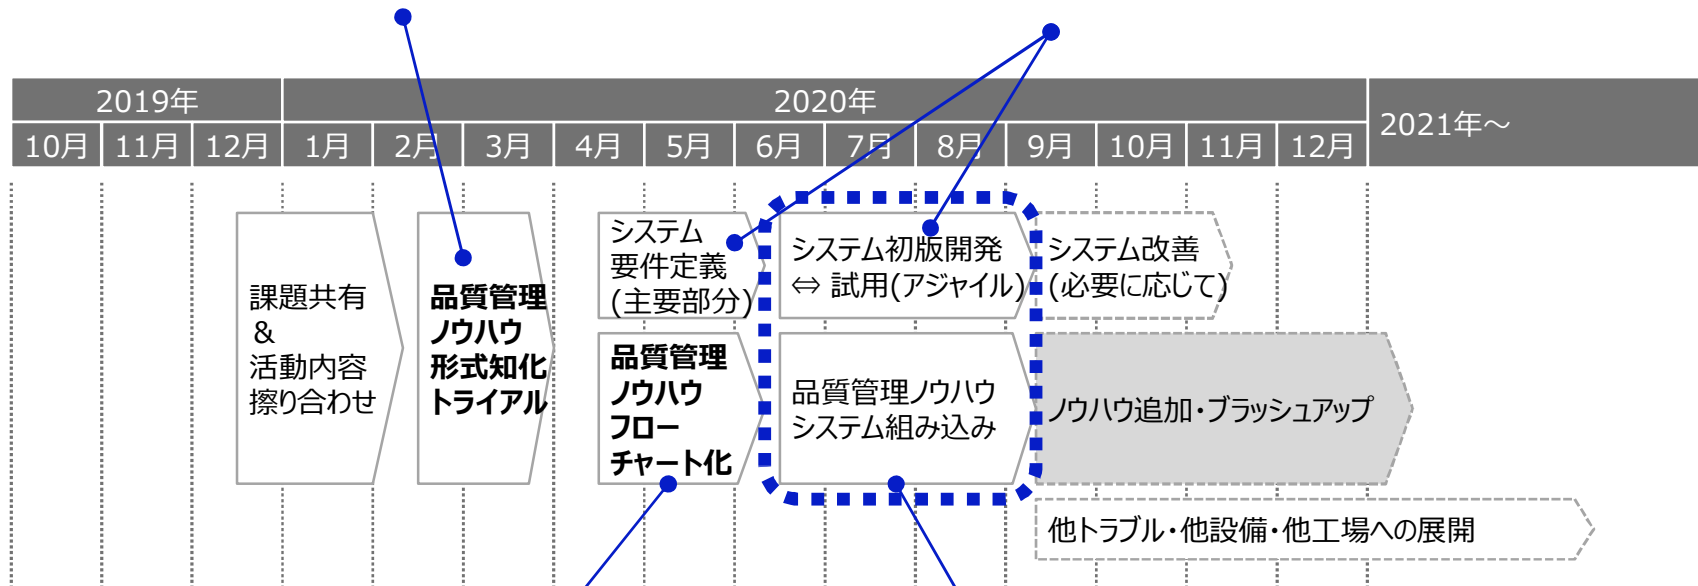 2019年
2020年
2021年～
10月
11月
12月
1月
2月
3月
4月
5月
6月
7月
8月
9月
10月
11月
12月
課題共有
＆
活動内容
擦り合わせ
品質管理
ノウハウ
形式知化
トライアル
システム
要件定義
(主要部分)
品質管理
ノウハウ
フロー
チャート化
システム初版開発
⇔ 試用(アジャイル)
品質管理ノウハウ
システム組み込み
システム改善
(必要に応じて)
ノウハウ追加・ブラッシュアップ
他トラブル・他設備・他工場への展開